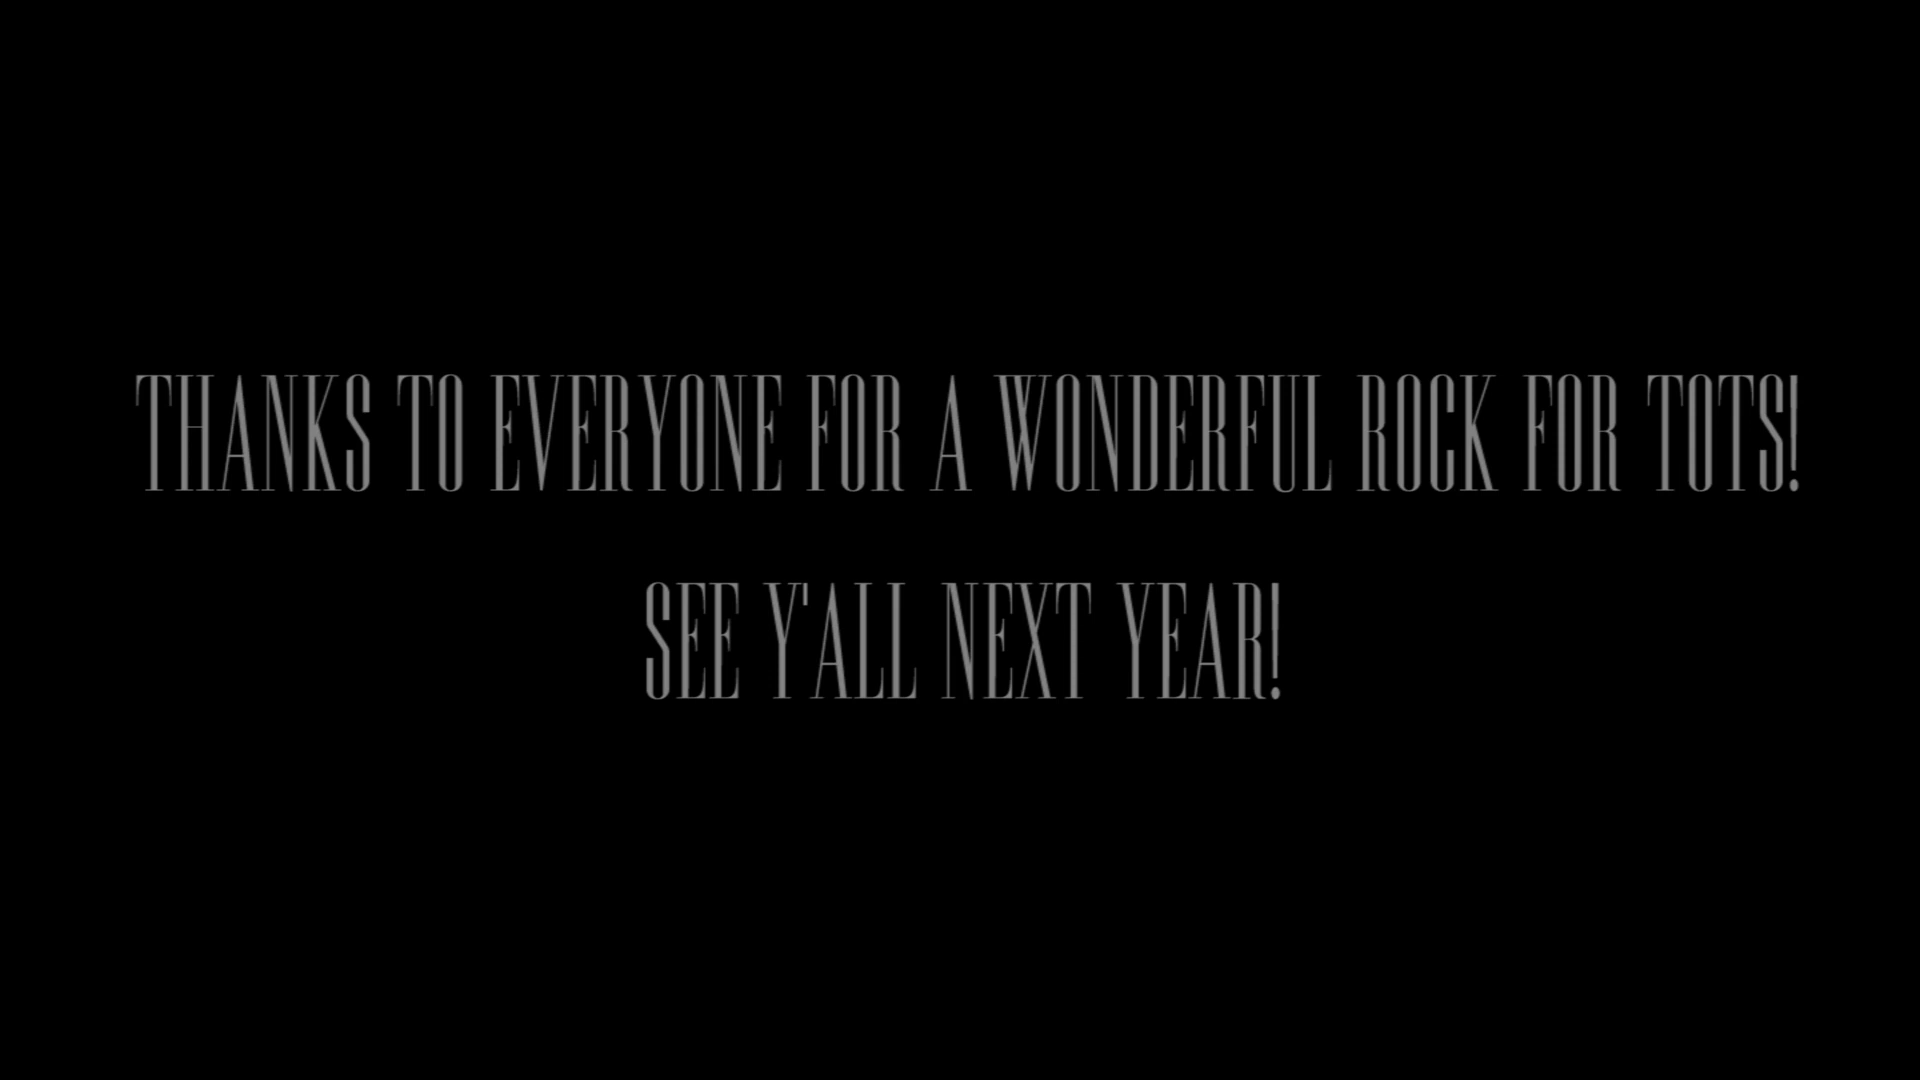 THANKS TO EVERYONE FOR A WONDERFUL ROCK FOR TOTS!
SEE Y'ALL NEXT YEAR!